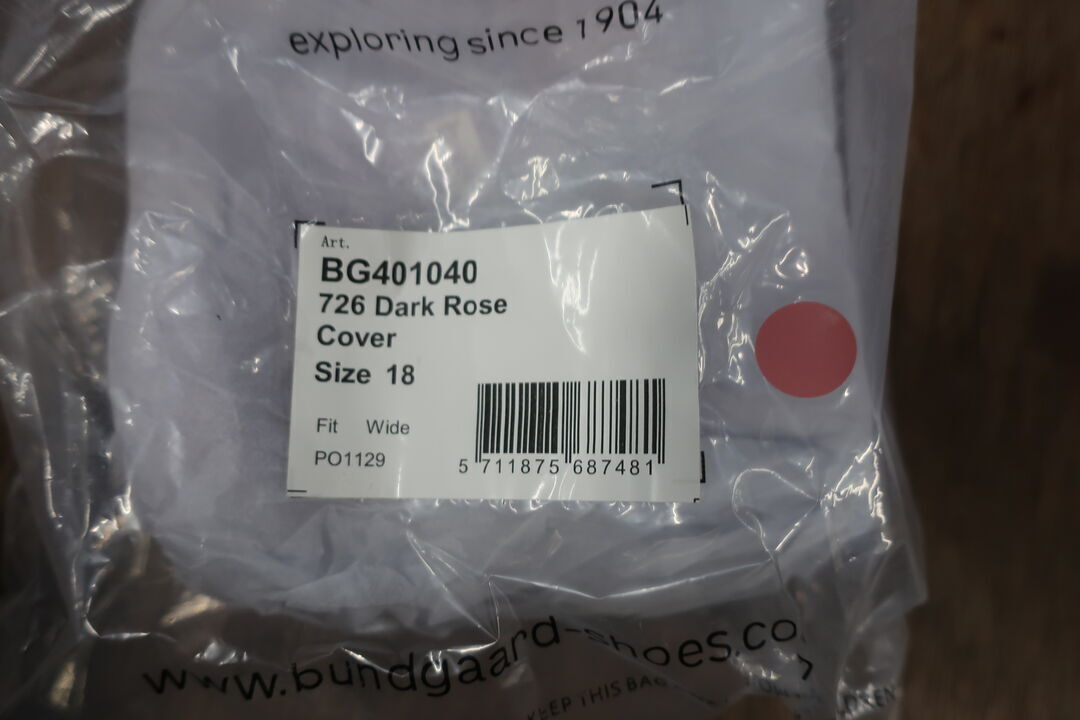 exploring since 1904
Art.
BG401040
726 Dark Rose
Cover
Size 18
Fit Wide
PO1129
5 711875 687481
www.bundgaard-shoes.co
KEEP THIS BAG